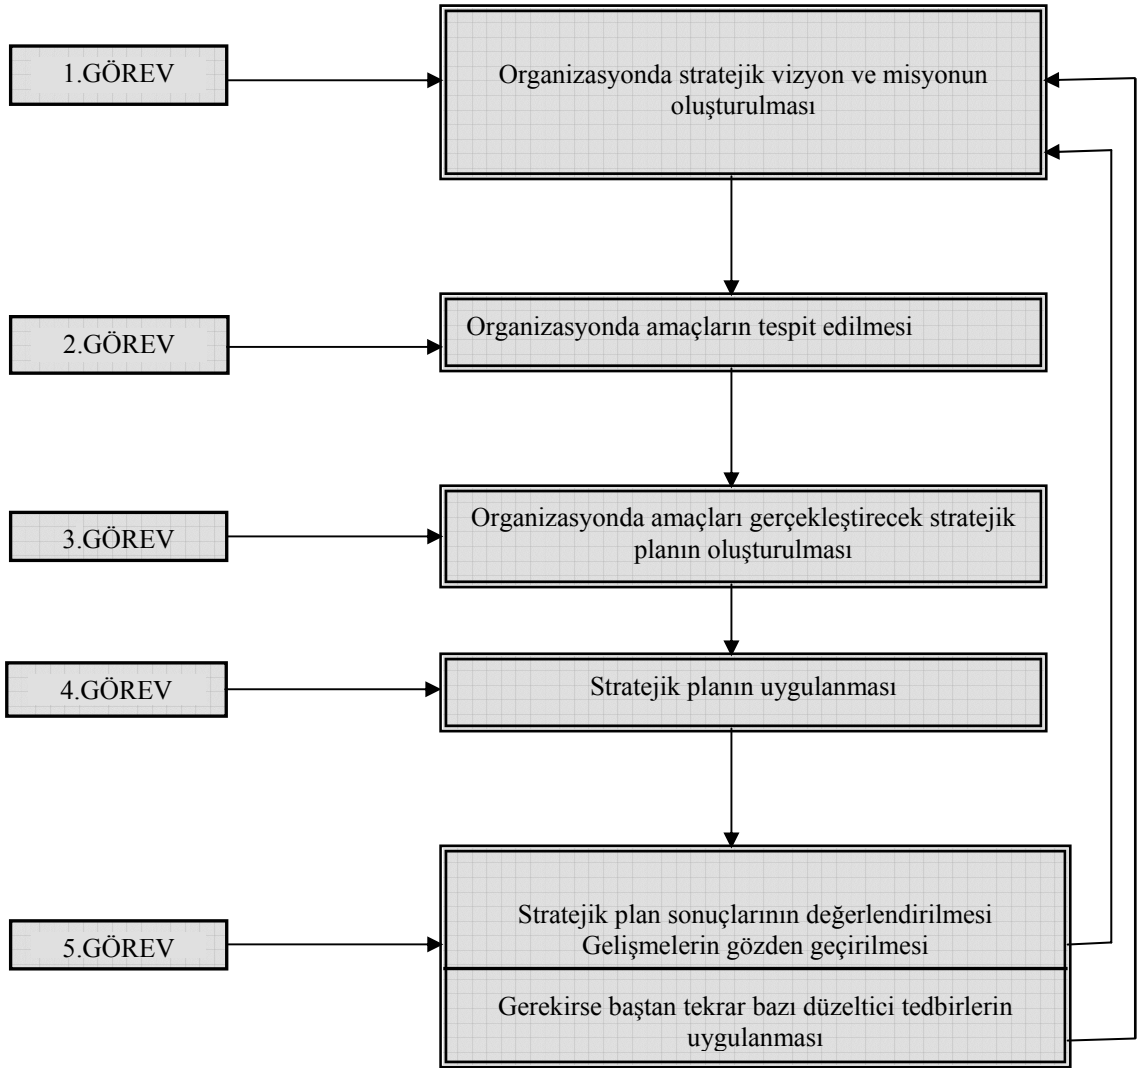 1.GÖREV
Organizasyonda stratejik vizyon ve misyonun
oluşturulması
2.GÖREV
Organizasyonda amaçların tespit edilmesi
3.GÖREV
Organizasyonda amaçları gerçekleştirecek stratejik
planın oluşturulması
4.GÖREV
Stratejik planın uygulanması
5.GÖREV
Stratejik plan sonuçlarının değerlendirilmesi
Gelişmelerin gözden geçirilmesi
Gerekirse baştan tekrar bazı düzeltici tedbirlerin
uygulanması